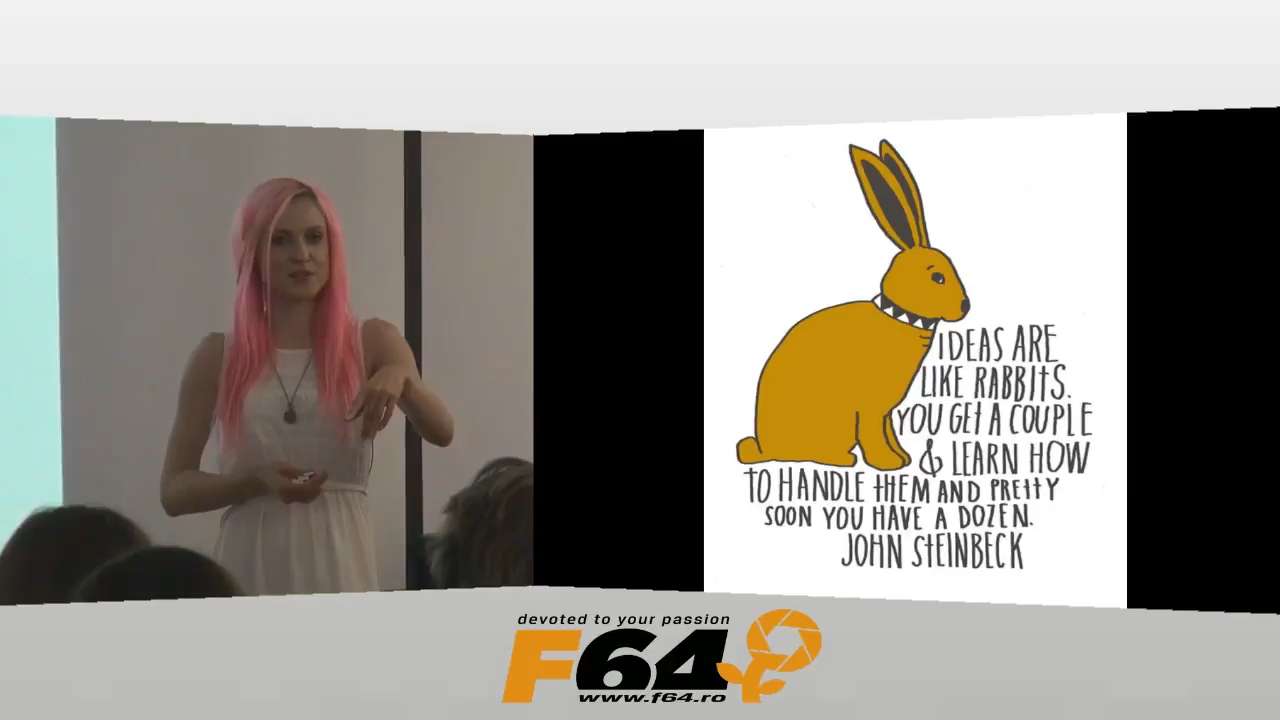 IDEAS ARE
LIKE RABBITS.
YOU GET A COUPLE
& LEARN HOW
TO HANDLE THEM AND PRETTY
SOON YOU HAVE A DOZEN.
JOHN STEINBECK
devoted to your passion
F64
www.f64.ro